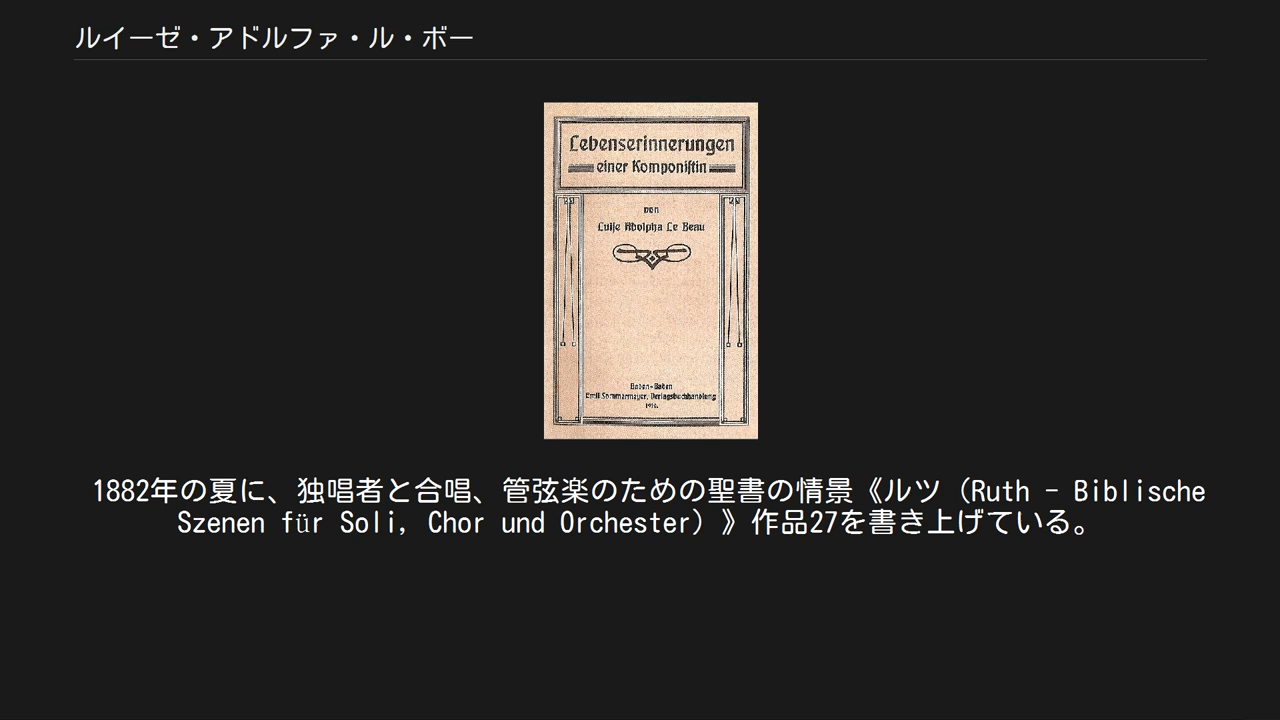 ルイーゼ・アドルファ・ル・ボー
Lebenserinnerungen
einer Komponiſtin
von
Luiſe Adolpha Le Beau
Baden-Baden
Emil Sommermeyer, Verlagsbuchhandlung
1910.
1882年の夏に、独唱者と合唱、管弦楽のための聖書の情景《ルツ（Ruth - Biblische
Szenen für Soli, Chor und Orchester）》作品27を書き上げている。